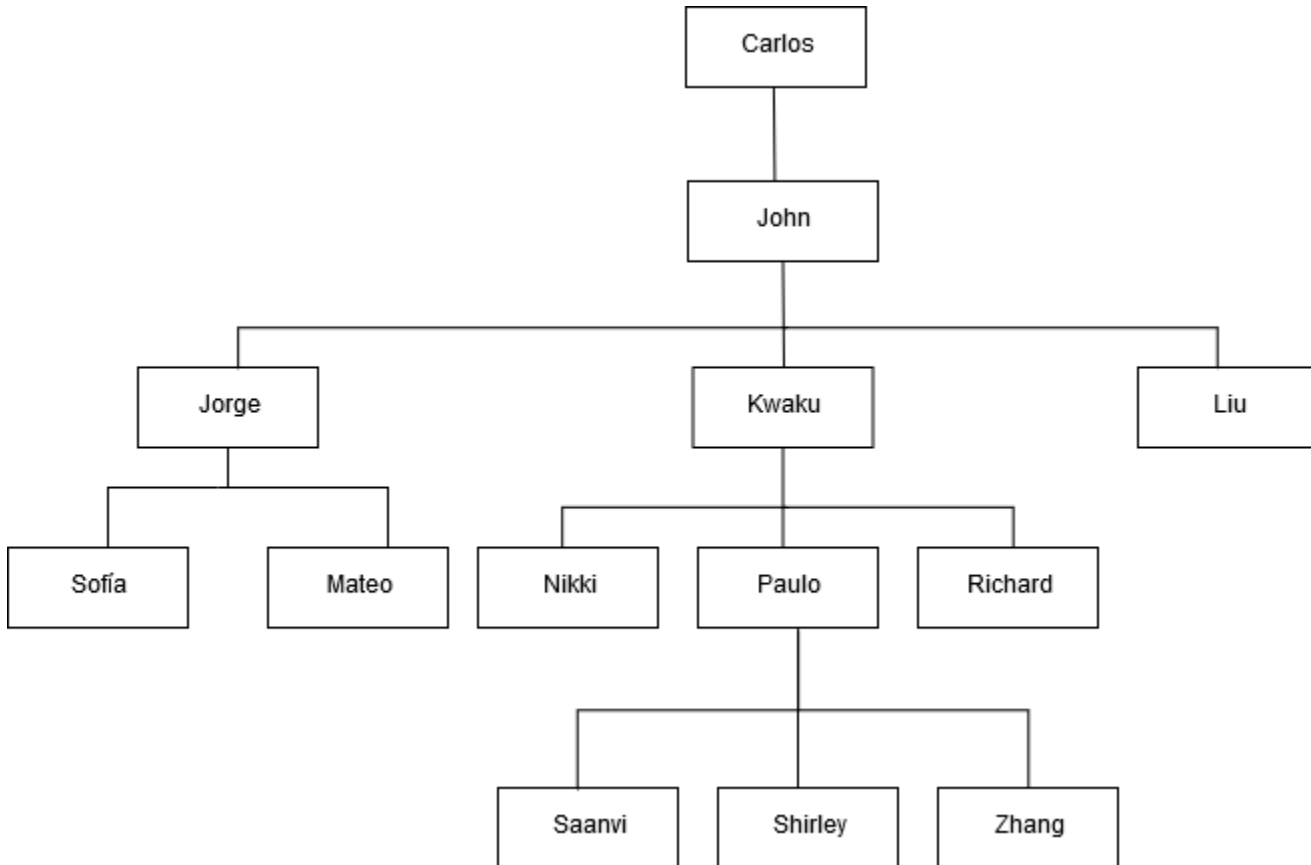 Carlos
John
Jorge
Kwaku
Liu
Sofía
Mateo
Nikki
Paulo
Richard
Saanvi
Shirley
Zhang